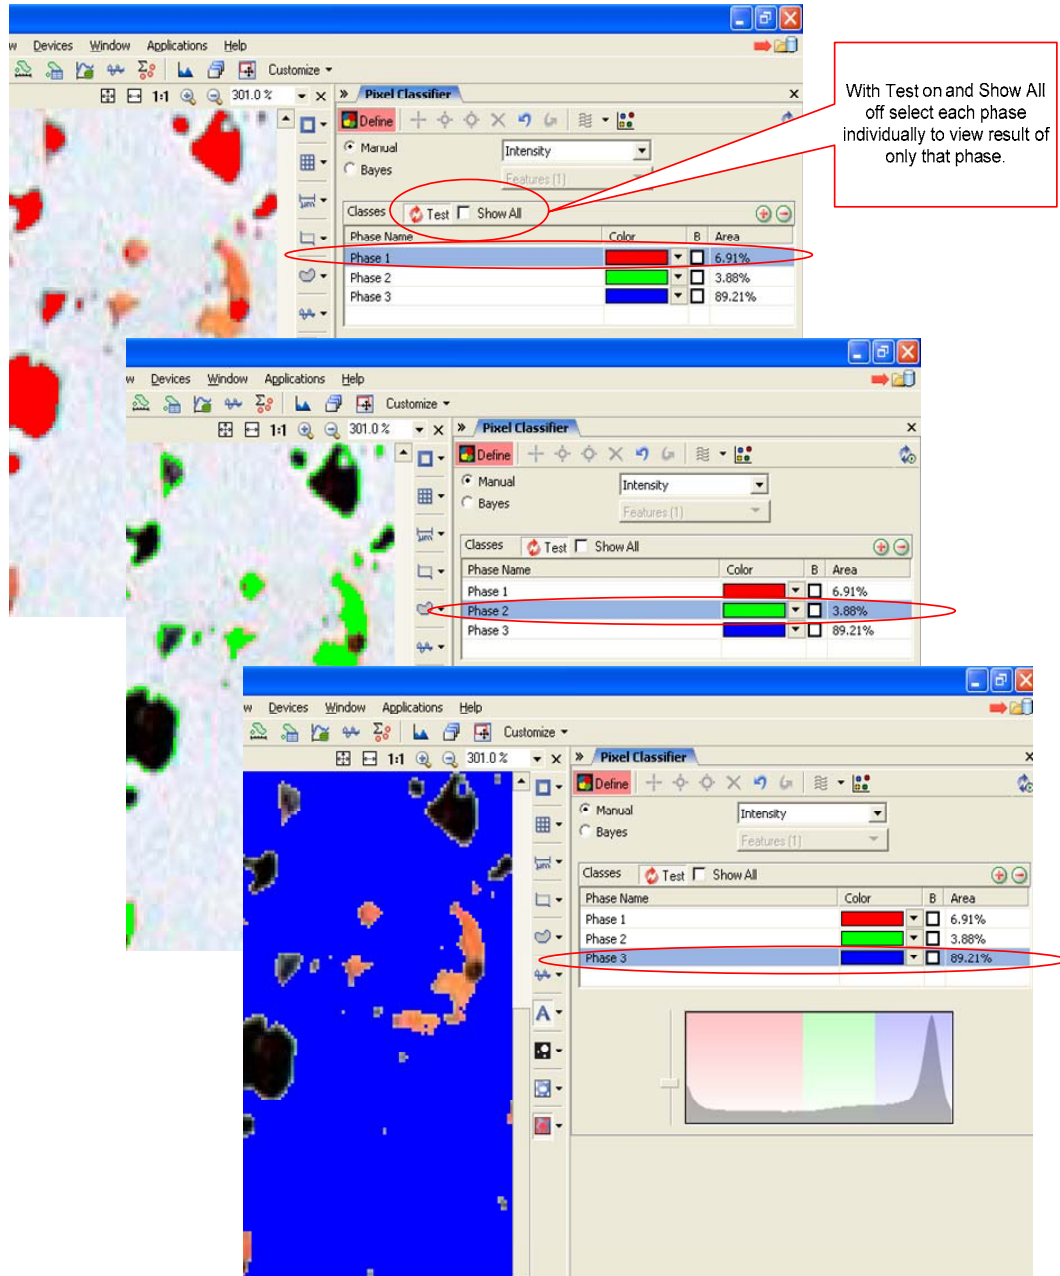 w Devices Window Applications Help
Customize
1:1 301.0 % Pixel Classifier
Define
Manual Intensity
Bayes Features (1)
Classes Test Show All
Phase Name Color B Area
Phase 1 6.91%
Phase 2 3.88%
Phase 3 89.21%
With Test on and Show All
off select each phase
individually to view result of
only that phase.
w Devices Window Applications Help
Customize
1:1 301.0 % Pixel Classifier
Define
Manual Intensity
Bayes Features (1)
Classes Test Show All
Phase Name Color B Area
Phase 1 6.91%
Phase 2 3.88%
Phase 3 89.21%
w Devices Window Applications Help
Customize
1:1 301.0 % Pixel Classifier
Define
Manual Intensity
Bayes Features (1)
Classes Test Show All
Phase Name Color B Area
Phase 1 6.91%
Phase 2 3.88%
Phase 3 89.21%
A